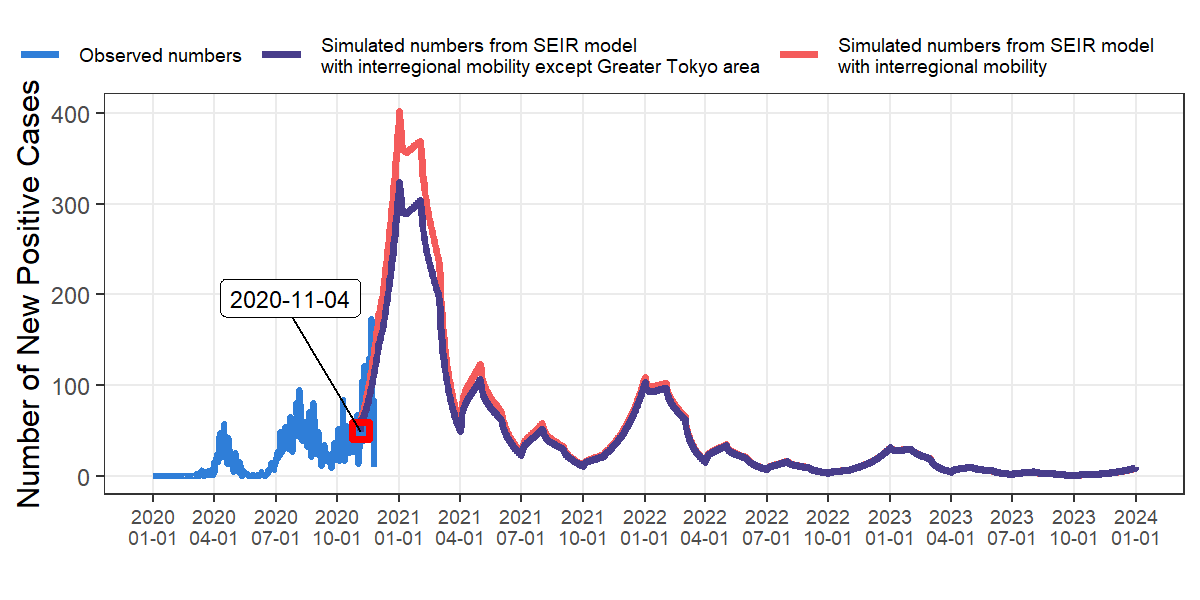 Observed numbers
Simulated numbers from SEIR model
with interregional mobility except Greater Tokyo area
Simulated numbers from SEIR model
with interregional mobility
Number of New Positive Cases
400
300
200
100
0
2020-11-04
2020 2020 2020 2020 2021 2021 2021 2021 2022 2022 2022 2022 2023 2023 2023 2023 2024
01-01 04-01 07-01 10-01 01-01 04-01 07-01 10-01 01-01 04-01 07-01 10-01 01-01 04-01 07-01 10-01 01-01